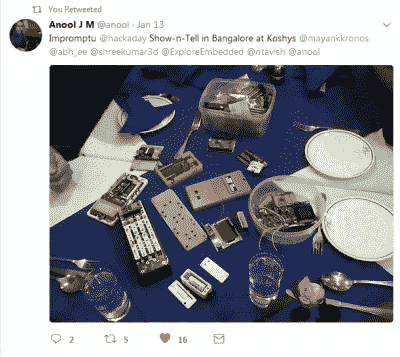 You Retweeted
Anool J M @anool · Jan 13
Impromptu @hackaday Show-n-Tell in Bangalore at Koshys @mayankkronos
@abh_ee @shreekumar3d @ExploreEmbedded @ntavish @anool
2 5 16